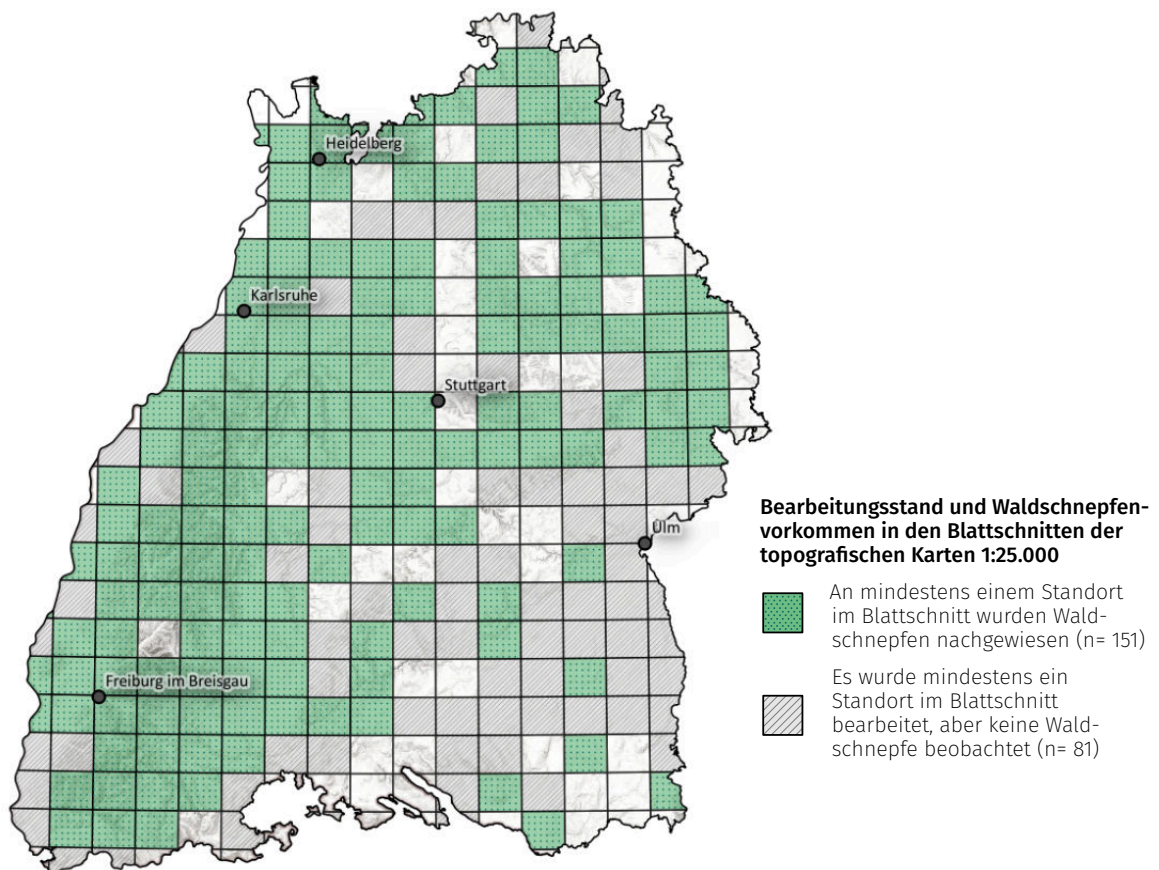 Heidelberg
Karlsruhe
Stuttgart
Ulm
Freiburg im Breisgau
Bearbeitungsstand und Waldschnepfen-
vorkommen in den Blattschnitten der
topografischen Karten 1:25.000
An mindestens einem Standort
im Blattschnitt wurden Wald-
schnepfen nachgewiesen (n= 151)
Es wurde mindestens ein
Standort im Blattschnitt
bearbeitet, aber keine Wald-
schnepfe beobachtet (n= 81)